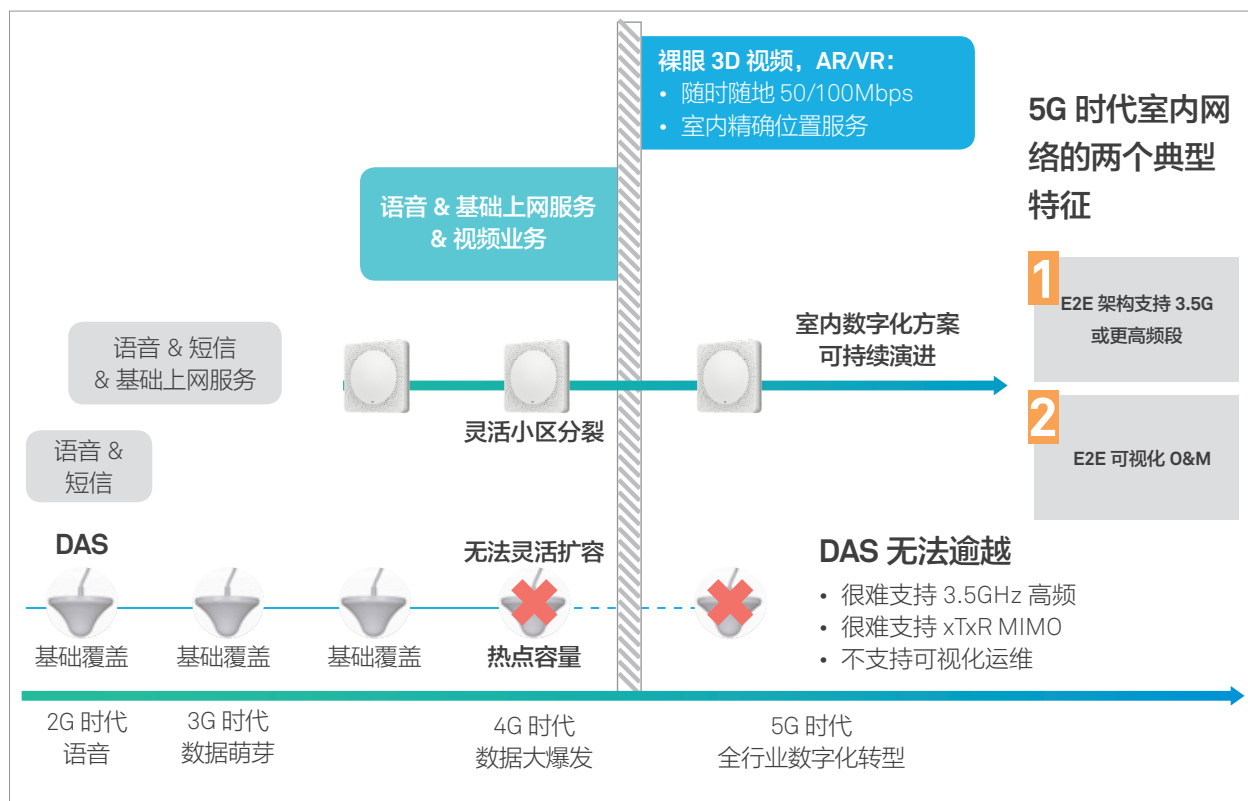 裸眼 3D 视频，AR/VR：
• 随时随地 50/100Mbps
• 室内精确位置服务
5G 时代室内网
络的两个典型
特征
语音 & 基础上网服务
& 视频业务
1
E2E 架构支持 3.5G
或更高频段
室内数字化方案
可持续演进
语音 & 短信
& 基础上网服务
灵活小区分裂
2
E2E 可视化 O&M
语音 &
短信
DAS
无法灵活扩容
DAS 无法逾越
• 很难支持 3.5GHz 高频
• 很难支持 xTxR MIMO
• 不支持可视化运维
基础覆盖
基础覆盖
基础覆盖
热点容量
2G 时代
语音
3G 时代
数据萌芽
4G 时代
数据大爆发
5G 时代
全行业数字化转型